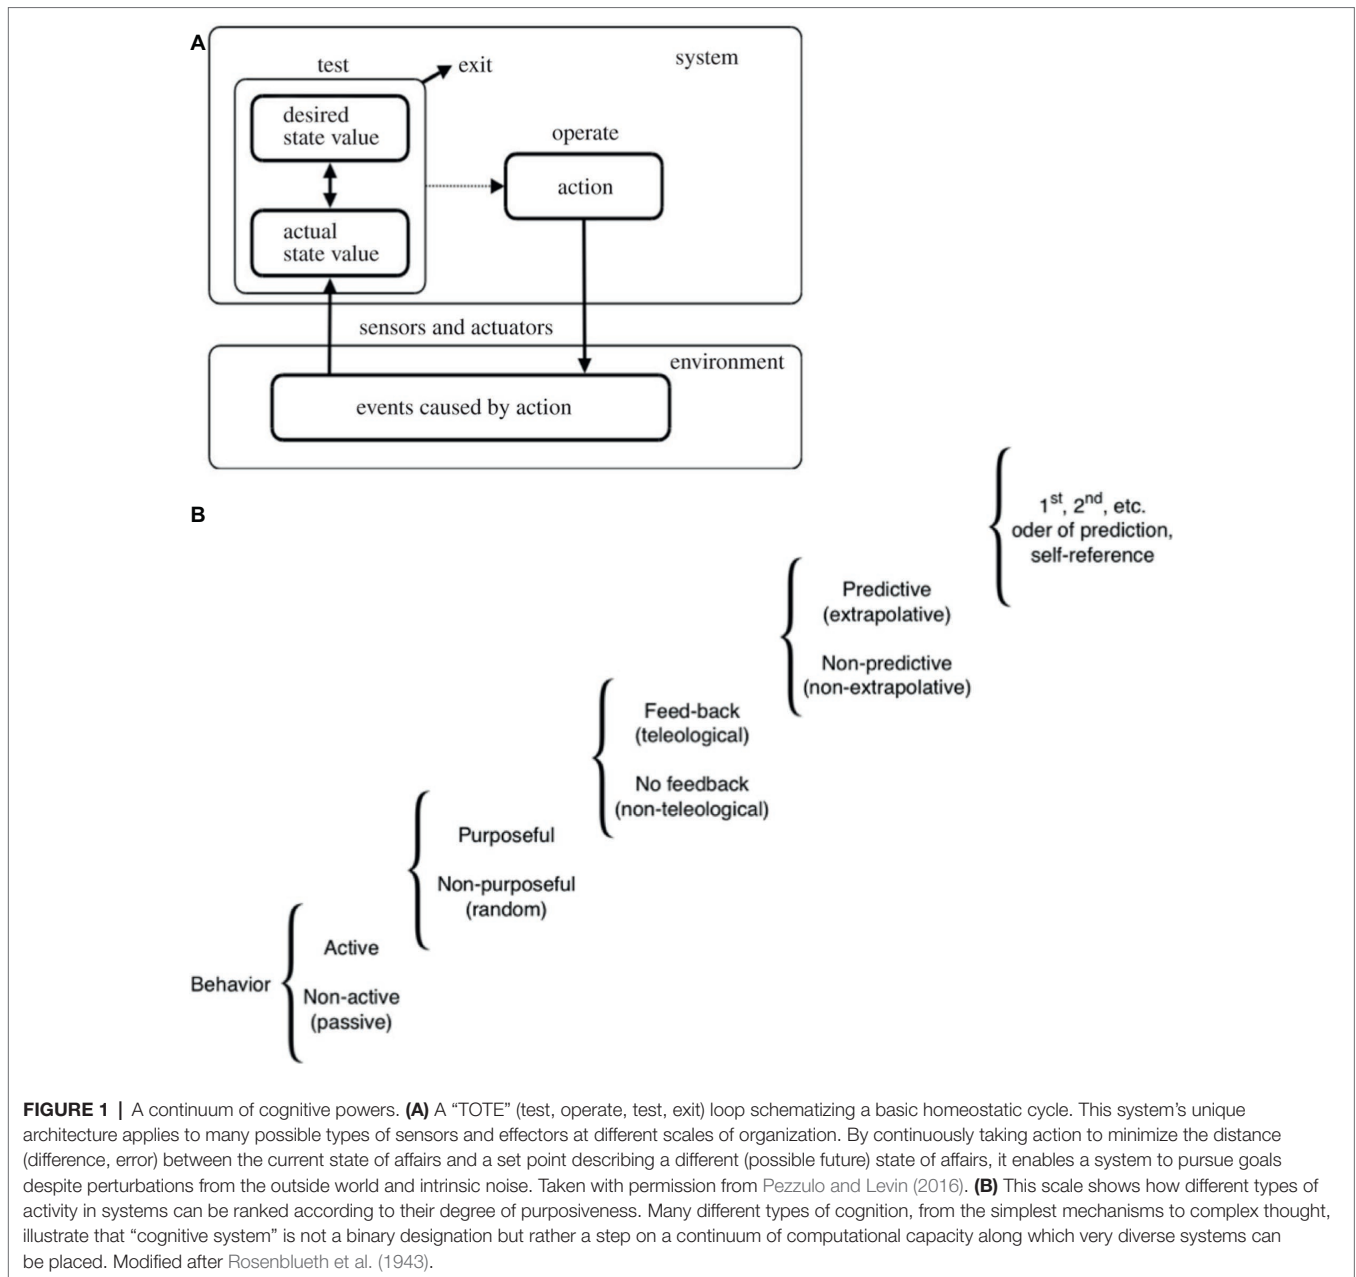 A
system
test
exit
desired
state value
operate
action
actual
state value
sensors and actuators
environment
events caused by action
B
1st, 2nd, etc.
oder of prediction,
self-reference
Predictive
(extrapolative)
Non-predictive
(non-extrapolative)
Feed-back
(teleological)
No feedback
(non-teleological)
Purposeful
Non-purposeful
(random)
Active
Behavior
Non-active
(passive)
FIGURE 1 | A continuum of cognitive powers. (A) A “TOTE” (test, operate, test, exit) loop schematizing a basic homeostatic cycle. This system’s unique
architecture applies to many possible types of sensors and effectors at different scales of organization. By continuously taking action to minimize the distance
(difference, error) between the current state of affairs and a set point describing a different (possible future) state of affairs, it enables a system to pursue goals
despite perturbations from the outside world and intrinsic noise. Taken with permission from Pezzulo and Levin (2016). (B) This scale shows how different types of
activity in systems can be ranked according to their degree of purposiveness. Many different types of cognition, from the simplest mechanisms to complex thought,
illustrate that “cognitive system” is not a binary designation but rather a step on a continuum of computational capacity along which very diverse systems can
be placed. Modified after Rosenblueth et al. (1943).